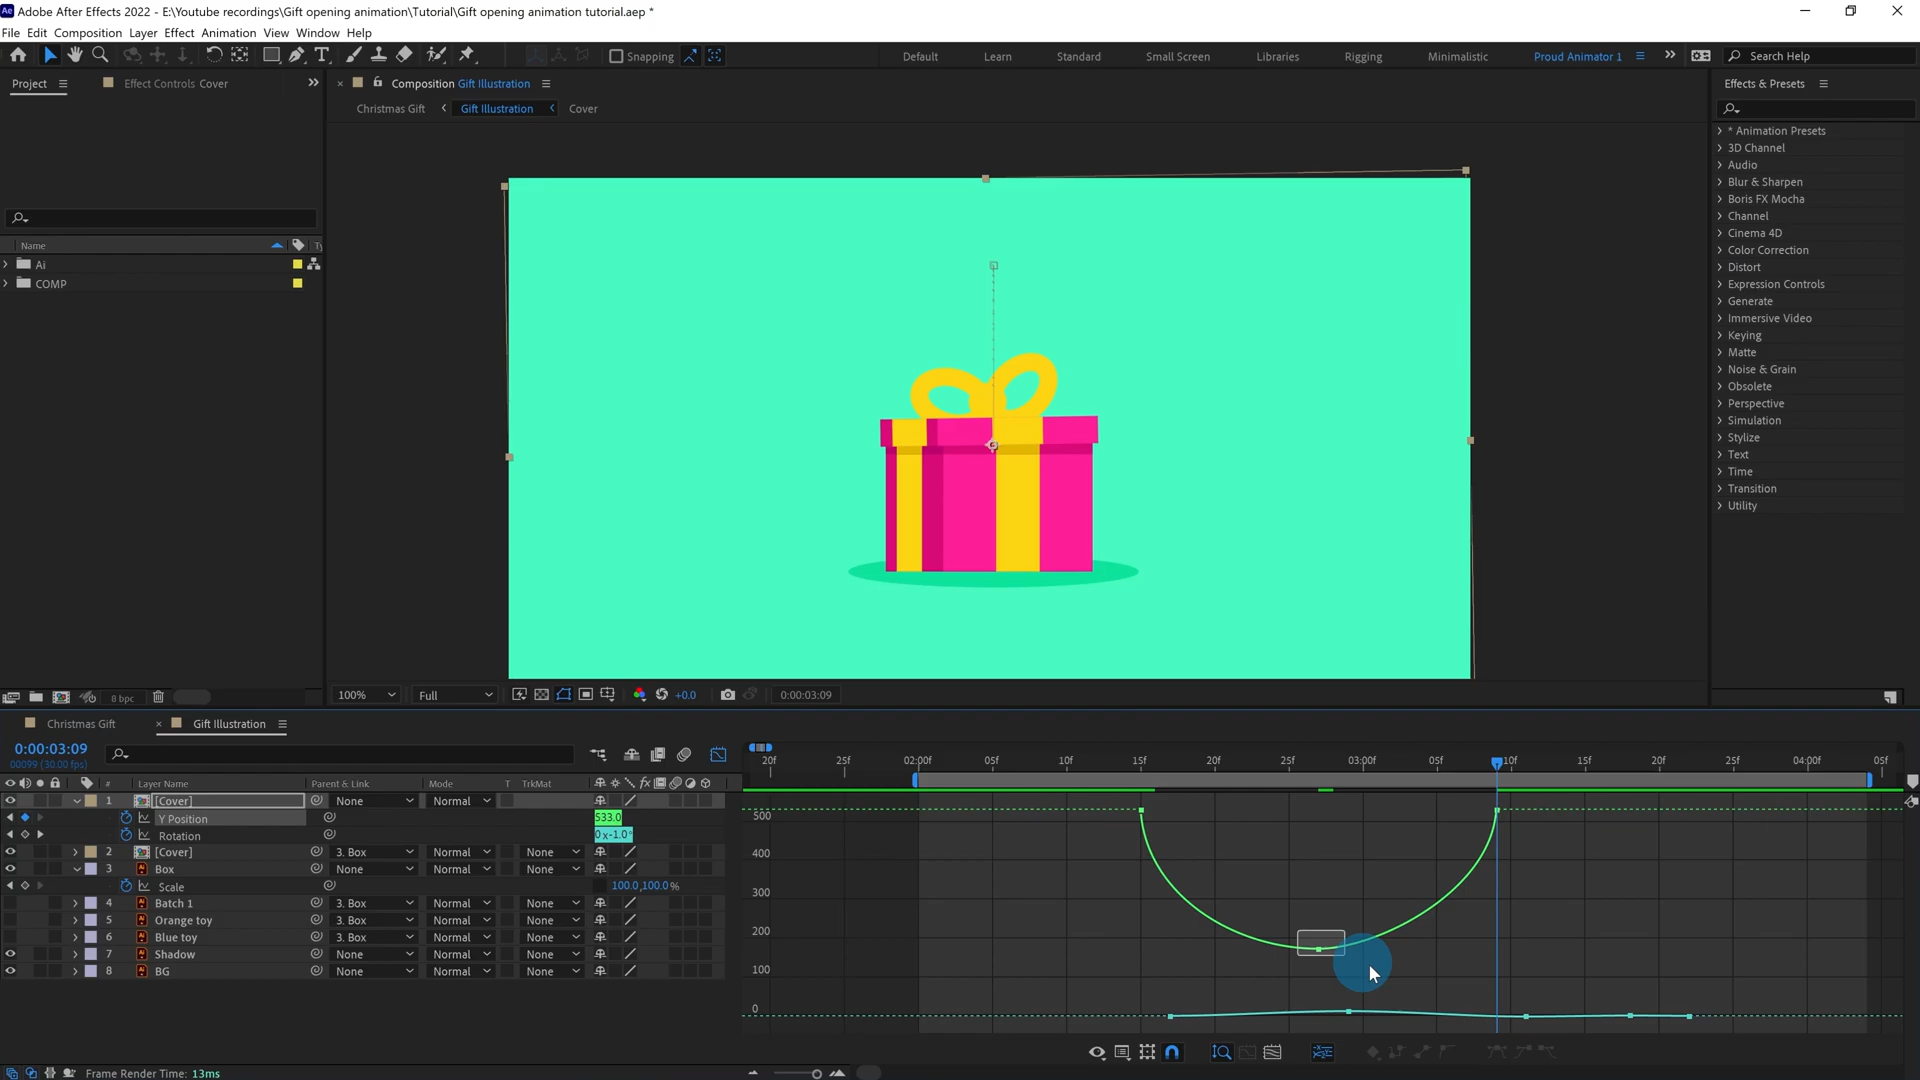 Adobe After Effects 2022 - E:\Youtube recordings\Gift opening animation\Tutorial\Gift opening animation tutorial.aep *
File Edit Composition Layer Effect Animation View Window Help
Snapping Default Learn Standard Small Screen Libraries Rigging Minimalistic Proud Animator 1 Search Help
Project Effect Controls Cover Composition Gift Illustration Effects & Presets
Christmas Gift Gift Illustration Cover
* Animation Presets
3D Channel
Audio
Blur & Sharpen
Boris FX Mocha
Channel
Cinema 4D
Color Correction
Distort
Expression Controls
Generate
Immersive Video
Keying
Matte
Noise & Grain
Obsolete
Perspective
Simulation
Stylize
Text
Time
Transition
Utility
Name Ty
Ai
COMP
8 bpc 100% Full +0.0 0:00:03:09
Christmas Gift Gift Illustration
0:00:03:09
00099 (30.00 fps)
20f 25f 02:00f 05f 10f 15f 20f 25f 03:00f 05f 10f 15f 20f 04:00f 05f
# Layer Name Parent & Link Mode T TrkMat
1 [Cover] None Normal
Y Position 533.0
Rotation 0x-1.0°
2 [Cover] 3. Box Normal None
3 Box None Normal None
Scale 100.0,100.0%
4 Batch 1 3. Box Normal None
5 Orange toy 3. Box Normal None
6 Blue toy 3. Box Normal None
7 Shadow None Normal None
8 BG None Normal None
500
400
300
200
100
0
Frame Render Time: 13ms